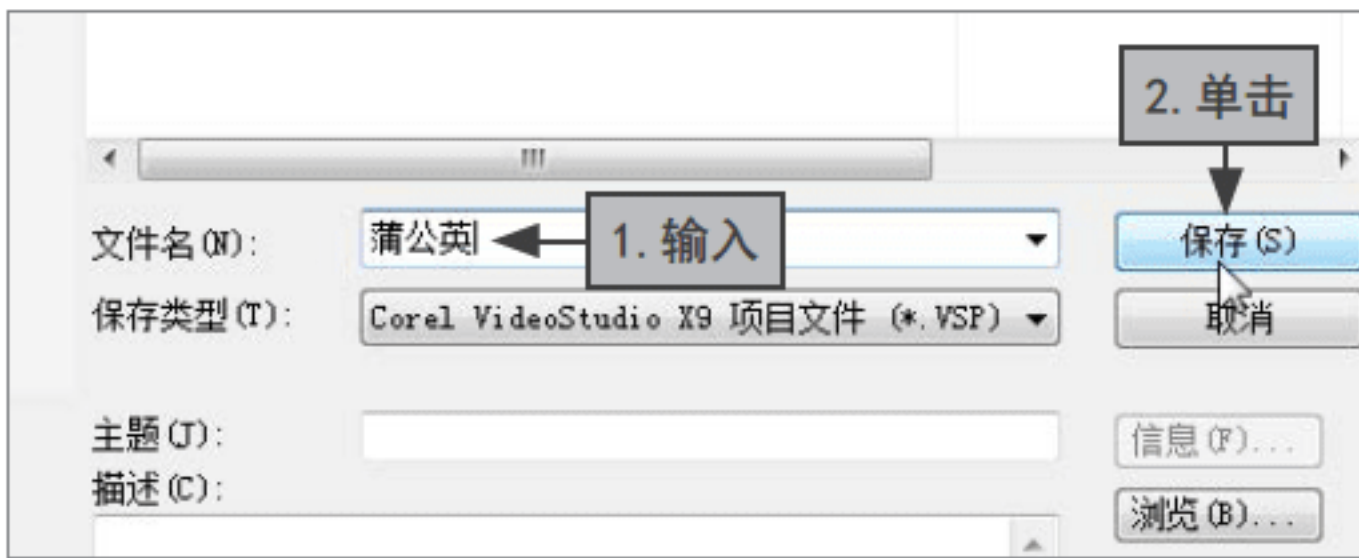 2. 单击
文件名(N):
蒲公英
1. 输入
保存(S)
保存类型(T):
Corel VideoStudio X9 项目文件 (*.VSP)
取消
主题(J):
信息(F)...
描述(C):
浏览(B)...